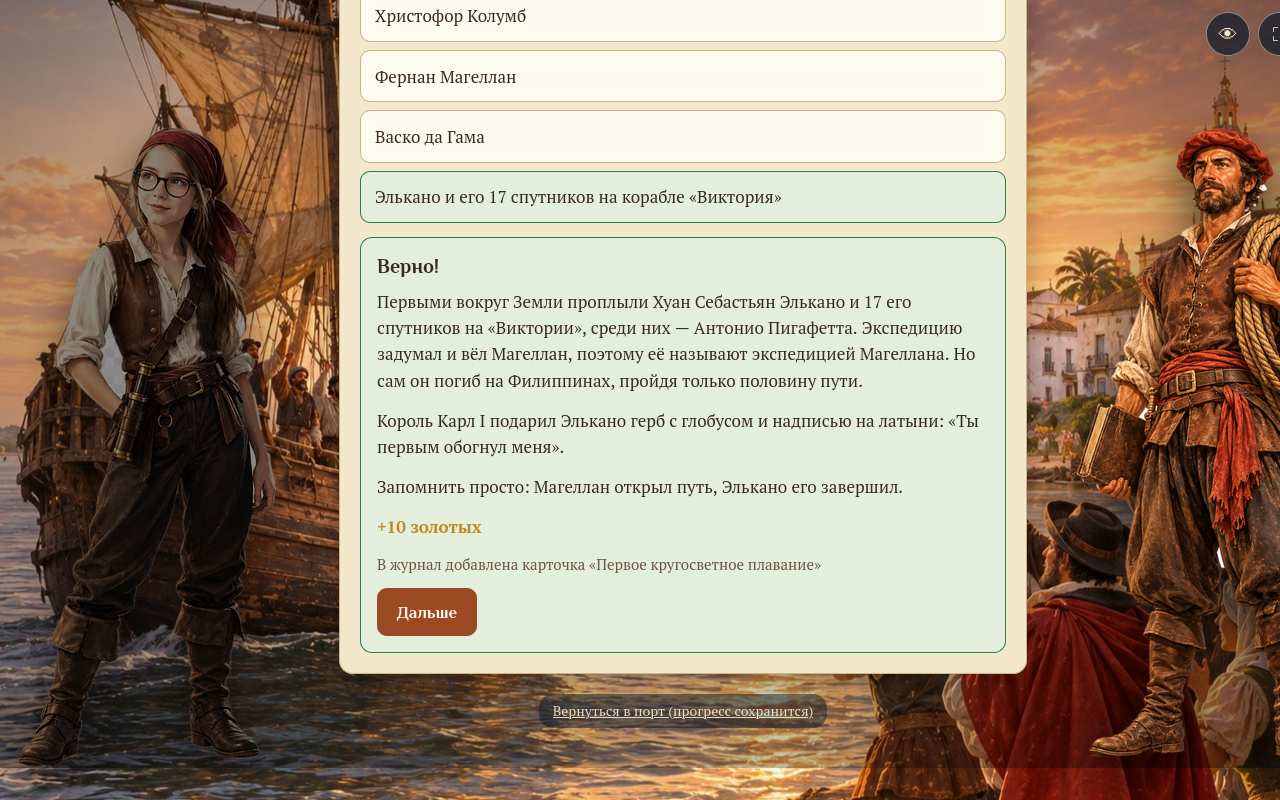 Христофор Колумб
Фернан Магеллан
Васко да Гама
Элькано и его 17 спутников на корабле «Виктория»
Верно!
Первыми вокруг Земли проплыли Хуан Себастьян Элькано и 17 его
спутников на «Виктории», среди них — Антонио Пигафетта. Экспедицию
задумал и вёл Магеллан, поэтому её называют экспедицией Магеллана. Но
сам он погиб на Филиппинах, пройдя только половину пути.
Король Карл I подарил Элькано герб с глобусом и надписью на латыни: «Ты
первым обогнул меня».
Запомнить просто: Магеллан открыл путь, Элькано его завершил.
+10 золотых
В журнал добавлена карточка «Первое кругосветное плавание»
Дальше
Вернуться в порт (прогресс сохранится)